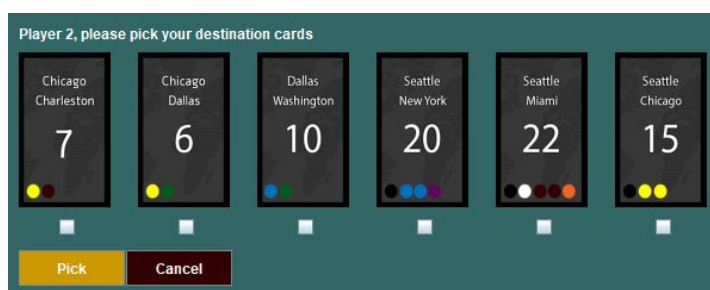 Player 2, please pick your destination cards
Chicago
Charleston
7
Chicago
Dallas
6
Dallas
Washington
10
Seattle
New York
20
Seattle
Miami
22
Seattle
Chicago
15
Pick
Cancel